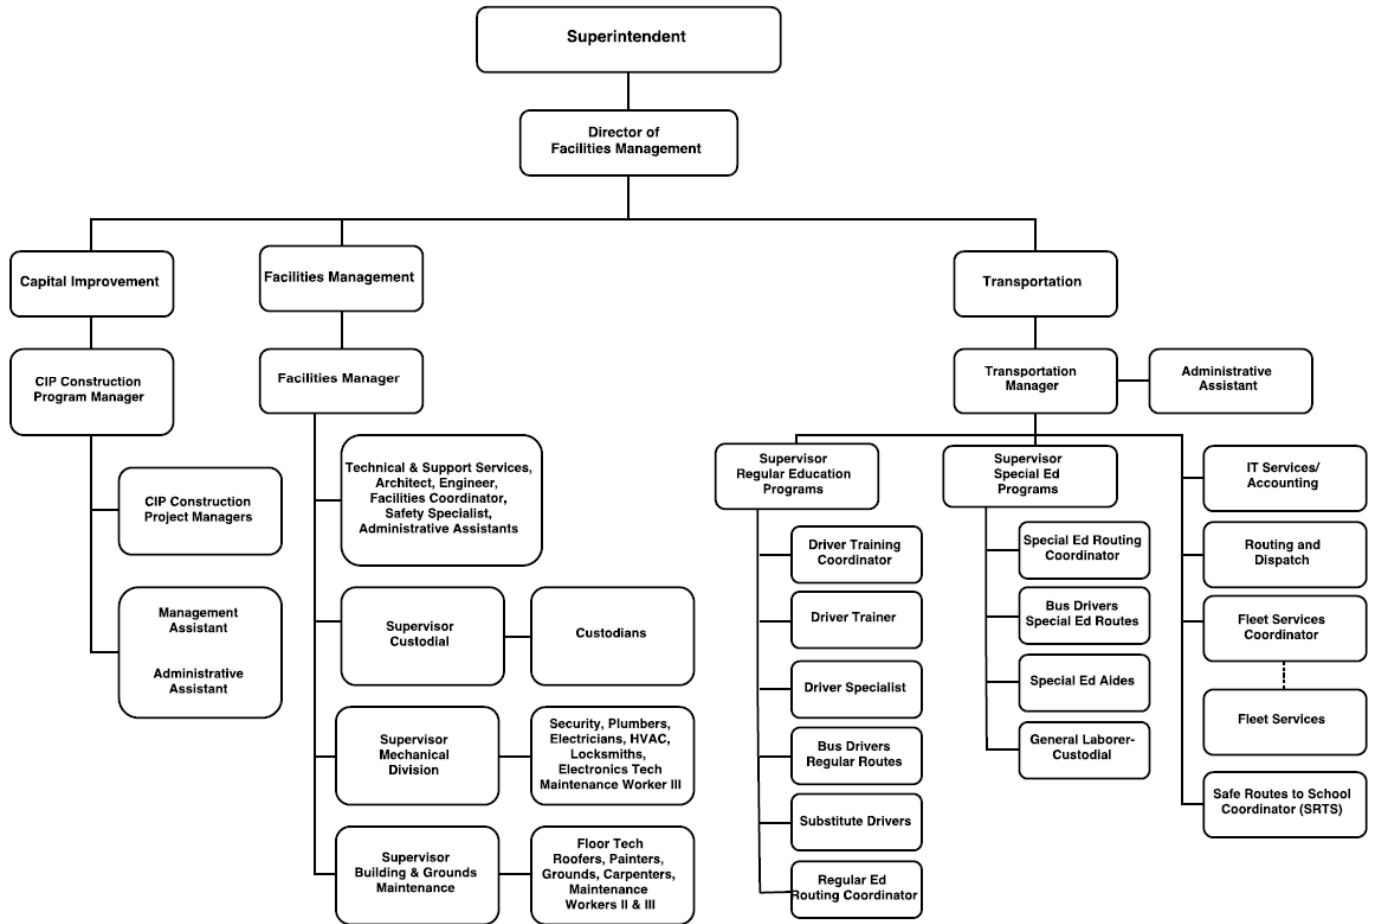 Superintendent
Director of
Facilities Management
Capital Improvement
Facilities Management
Transportation
CIP Construction
Program Manager
Facilities Manager
Transportation
Manager
Administrative
Assistant
CIP Construction
Project Managers
Management
Assistant
Administrative
Assistant
Technical & Support Services,
Architect, Engineer,
Facilities Coordinator,
Safety Specialist,
Administrative Assistants
Supervisor
Custodial
Custodians
Supervisor
Mechanical
Division
Security, Plumbers,
Electricians, HVAC,
Locksmiths,
Electronics Tech
Maintenance Worker III
Supervisor
Building & Grounds
Maintenance
Floor Tech
Roofers, Painters,
Grounds, Carpenters,
Maintenance
Workers II & III
Supervisor
Regular Education
Programs
Driver Training
Coordinator
Driver Trainer
Driver Specialist
Bus Drivers
Regular Routes
Substitute Drivers
Regular Ed
Routing Coordinator
Supervisor
Special Ed
Programs
Special Ed Routing
Coordinator
Bus Drivers
Special Ed Routes
Special Ed Aides
General Laborer-
Custodial
IT Services/
Accounting
Routing and
Dispatch
Fleet Services
Coordinator
Fleet Services
Safe Routes to School
Coordinator (SRTS)